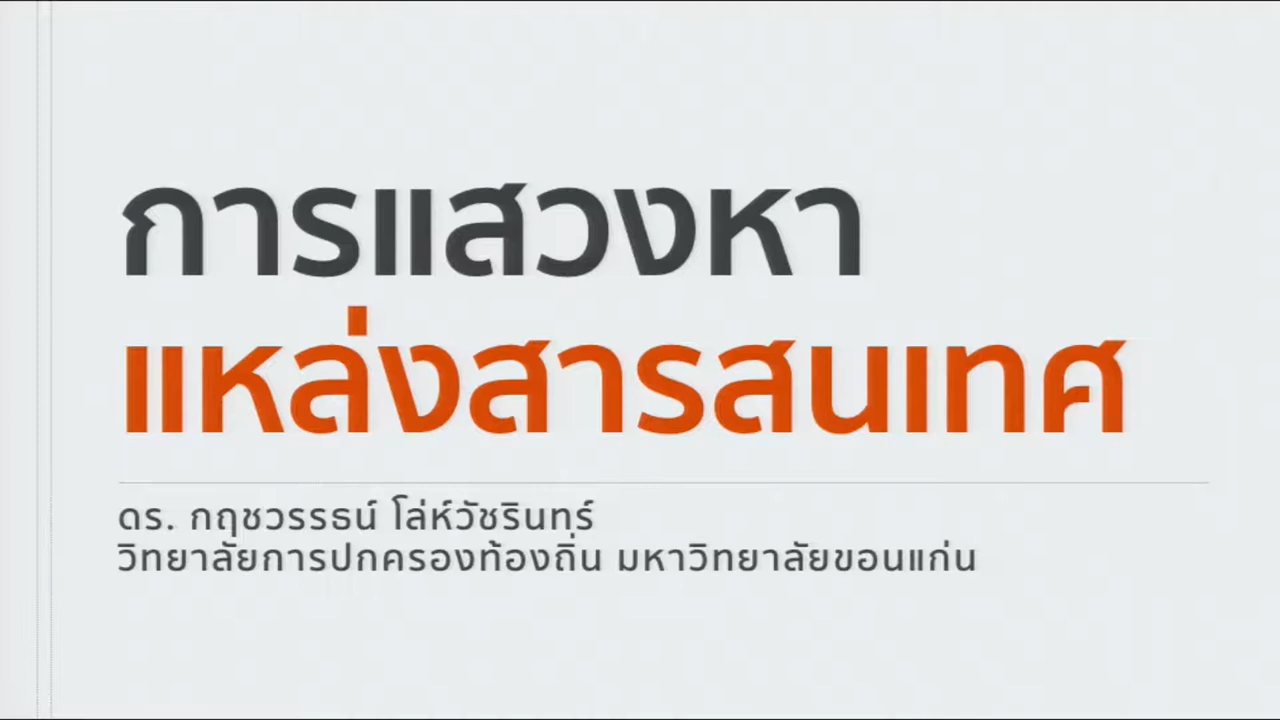 การแสวงหา
แหล่งสารสนเทศ
ดร. กฤชวรรธน์ โล่ห์วัชรินทร์
วิทยาลัยการปกครองท้องถิ่น มหาวิทยาลัยขอนแก่น